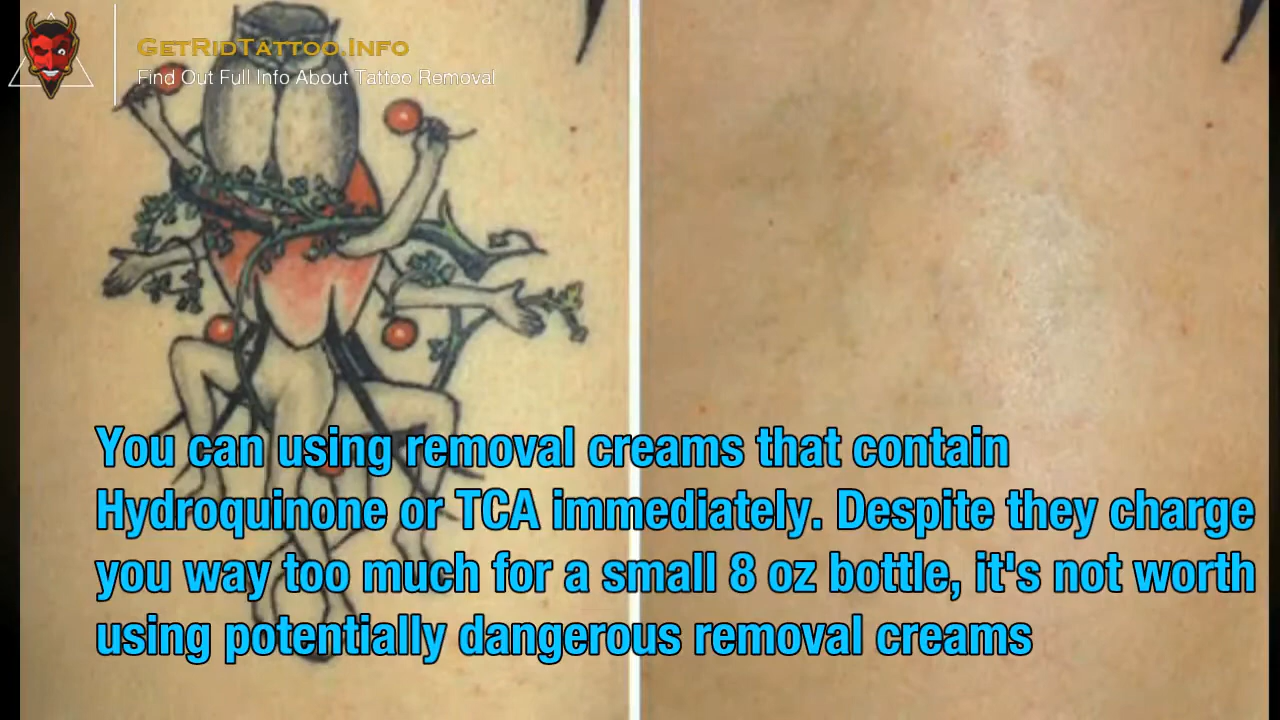 GetRidTattoo.Info
Find Out Full Info About Tattoo Removal
You can using removal creams that contain
Hydroquinone or TCA immediately. Despite they charge
you way too much for a small 8 oz bottle, it's not worth
using potentially dangerous removal creams